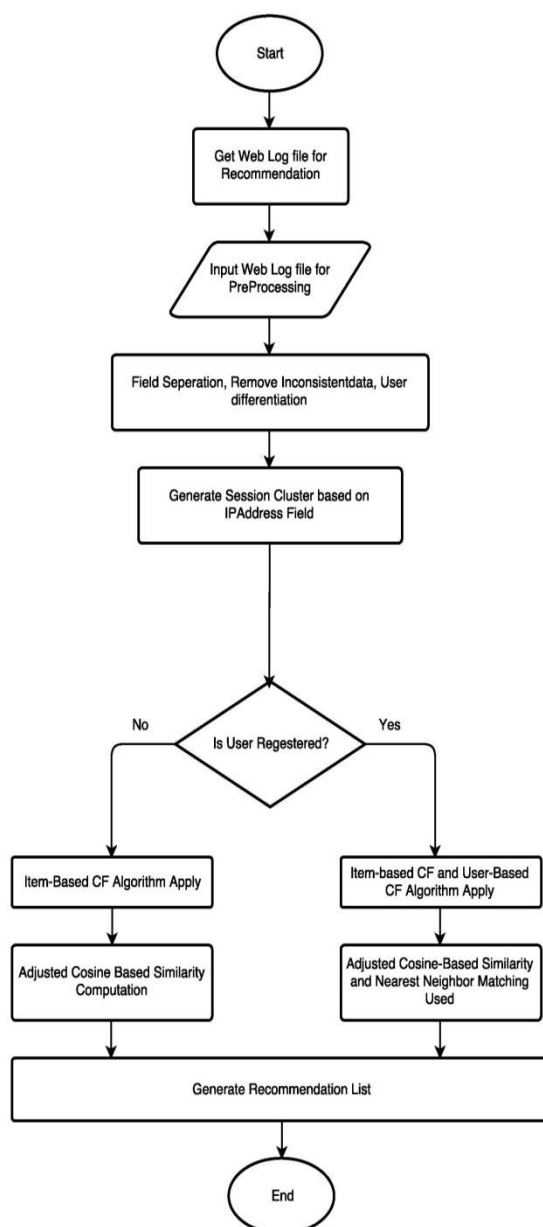 Start
Get Web Log file for
Recommendation
Input Web Log file for
PreProcessing
Field Seperation, Remove Inconsistentdata, User
differentiation
Generate Session Cluster based on
IPAddress Field
No
Is User Regestered?
Yes
Item-Based CF Algorithm Apply
Item-based CF and User-Based
CF Algorithm Apply
Adjusted Cosine Based Similarity
Computation
Adjusted Cosine-Based Similarity
and Nearest Neighbor Matching
Used
Generate Recommendation List
End